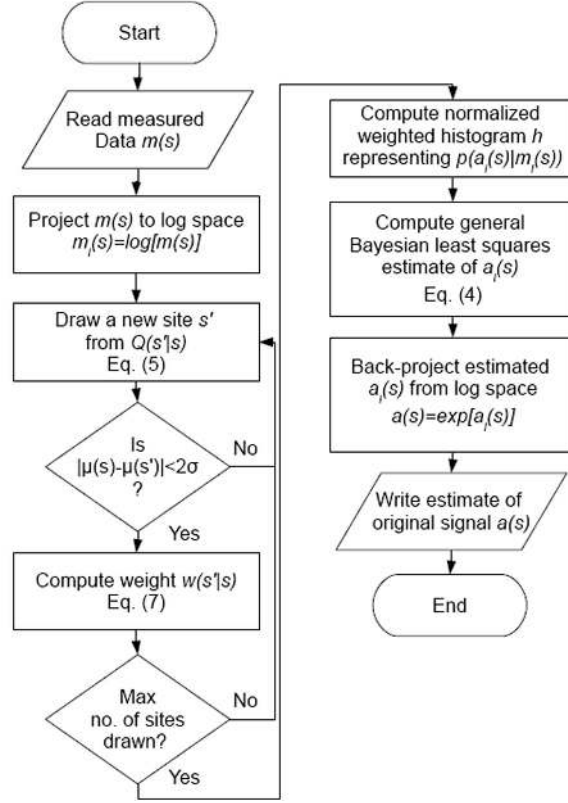 Start
Read measured
Data m(s)
Project m(s) to log space
m_l(s)=log[m(s)]
Draw a new site s'
from Q(s'|s)
Eq. (5)
Is
|μ(s)-μ(s')|<2σ
?
No
Yes
Compute weight w(s'|s)
Eq. (7)
Max
no. of sites
drawn?
No
Yes
Compute normalized
weighted histogram h
representing p(a_l(s)|m_l(s))
Compute general
Bayesian least squares
estimate of a_l(s)
Eq. (4)
Back-project estimated
a_l(s) from log space
a(s)=exp[a_l(s)]
Write estimate of
original signal a(s)
End